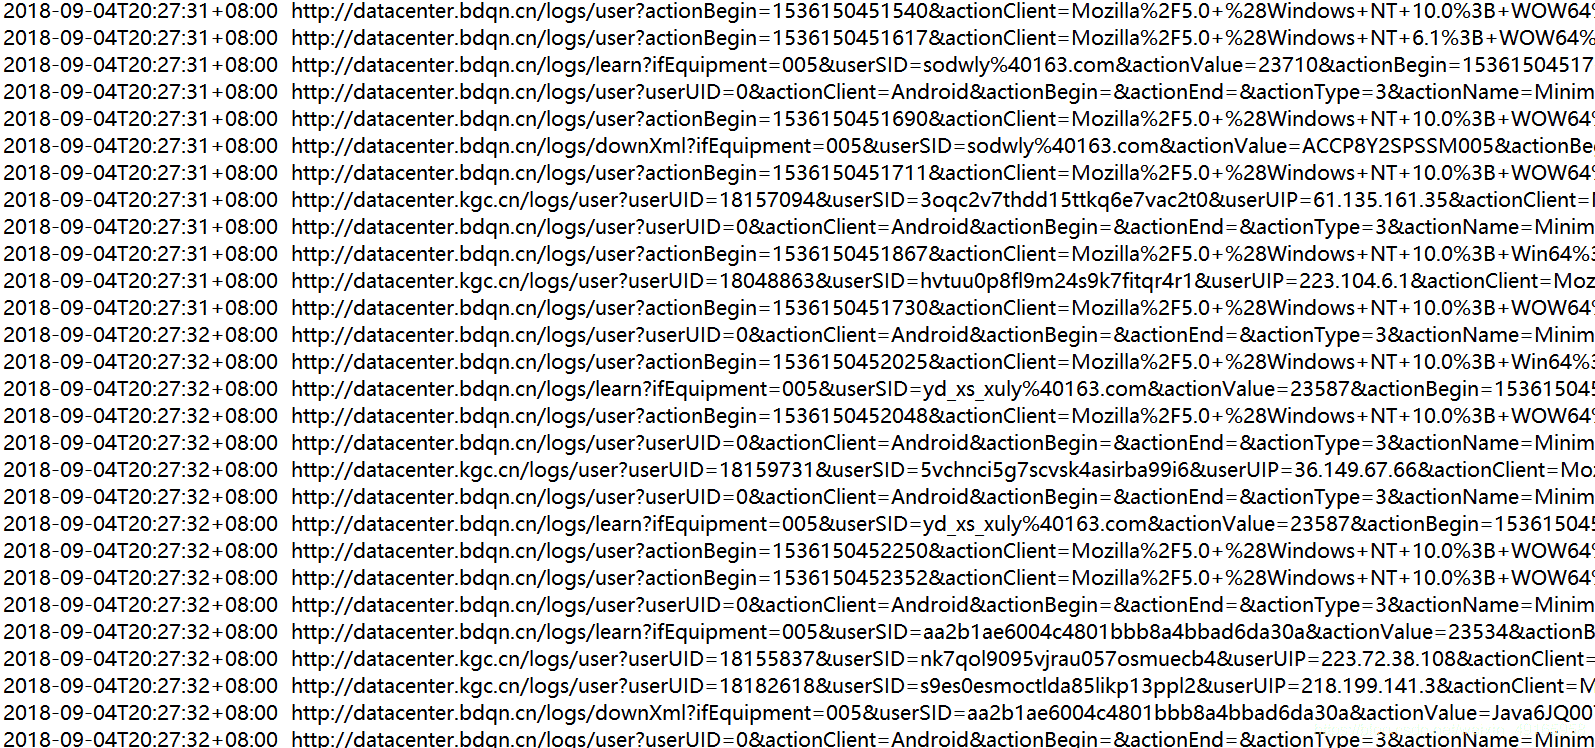 2018-09-04T20:27:31+08:00 http://datacenter.bdqn.cn/logs/user?actionBegin=1536150451540&actionClient=Mozilla%2F5.0+%28Windows+NT+10.0%3B+WOW64%
2018-09-04T20:27:31+08:00 http://datacenter.bdqn.cn/logs/user?actionBegin=1536150451617&actionClient=Mozilla%2F5.0+%28Windows+NT+6.1%3B+WOW64%
2018-09-04T20:27:31+08:00 http://datacenter.bdqn.cn/logs/learn?ifEquipment=005&userSID=sodwly%40163.com&actionValue=23710&actionBegin=15361504517
2018-09-04T20:27:31+08:00 http://datacenter.bdqn.cn/logs/user?userUID=0&actionClient=Android&actionBegin=&actionEnd=&actionType=3&actionName=Minim
2018-09-04T20:27:31+08:00 http://datacenter.bdqn.cn/logs/user?actionBegin=1536150451690&actionClient=Mozilla%2F5.0+%28Windows+NT+10.0%3B+WOW64%
2018-09-04T20:27:31+08:00 http://datacenter.bdqn.cn/logs/downXml?ifEquipment=005&userSID=sodwly%40163.com&actionValue=ACCP8Y2SPSSM005&actionBe
2018-09-04T20:27:31+08:00 http://datacenter.bdqn.cn/logs/user?actionBegin=1536150451711&actionClient=Mozilla%2F5.0+%28Windows+NT+10.0%3B+WOW64%
2018-09-04T20:27:31+08:00 http://datacenter.kgc.cn/logs/user?userUID=18157094&userSID=3oqc2v7thdd15ttkq6e7vac2t0&userUIP=61.135.161.35&actionClient=
2018-09-04T20:27:31+08:00 http://datacenter.bdqn.cn/logs/user?userUID=0&actionClient=Android&actionBegin=&actionEnd=&actionType=3&actionName=Minim
2018-09-04T20:27:31+08:00 http://datacenter.bdqn.cn/logs/user?actionBegin=1536150451867&actionClient=Mozilla%2F5.0+%28Windows+NT+10.0%3B+Win64%3
2018-09-04T20:27:31+08:00 http://datacenter.kgc.cn/logs/user?userUID=18048863&userSID=hvtuu0p8fl9m24s9k7fitqr4r1&userUIP=223.104.6.1&actionClient=Moz
2018-09-04T20:27:31+08:00 http://datacenter.bdqn.cn/logs/user?actionBegin=1536150451730&actionClient=Mozilla%2F5.0+%28Windows+NT+10.0%3B+WOW64%
2018-09-04T20:27:32+08:00 http://datacenter.bdqn.cn/logs/user?userUID=0&actionClient=Android&actionBegin=&actionEnd=&actionType=3&actionName=Minim
2018-09-04T20:27:32+08:00 http://datacenter.bdqn.cn/logs/user?actionBegin=1536150452025&actionClient=Mozilla%2F5.0+%28Windows+NT+10.0%3B+Win64%3
2018-09-04T20:27:32+08:00 http://datacenter.bdqn.cn/logs/learn?ifEquipment=005&userSID=yd_xs_xuly%40163.com&actionValue=23587&actionBegin=153615045
2018-09-04T20:27:32+08:00 http://datacenter.bdqn.cn/logs/user?actionBegin=1536150452048&actionClient=Mozilla%2F5.0+%28Windows+NT+10.0%3B+WOW64%
2018-09-04T20:27:32+08:00 http://datacenter.bdqn.cn/logs/user?userUID=0&actionClient=Android&actionBegin=&actionEnd=&actionType=3&actionName=Minim
2018-09-04T20:27:32+08:00 http://datacenter.kgc.cn/logs/user?userUID=18159731&userSID=5vchnci5g7scvsk4asirba99i6&userUIP=36.149.67.66&actionClient=Mo
2018-09-04T20:27:32+08:00 http://datacenter.bdqn.cn/logs/user?userUID=0&actionClient=Android&actionBegin=&actionEnd=&actionType=3&actionName=Minim
2018-09-04T20:27:32+08:00 http://datacenter.bdqn.cn/logs/learn?ifEquipment=005&userSID=yd_xs_xuly%40163.com&actionValue=23587&actionBegin=153615045
2018-09-04T20:27:32+08:00 http://datacenter.bdqn.cn/logs/user?actionBegin=1536150452250&actionClient=Mozilla%2F5.0+%28Windows+NT+10.0%3B+WOW64%
2018-09-04T20:27:32+08:00 http://datacenter.bdqn.cn/logs/user?actionBegin=1536150452352&actionClient=Mozilla%2F5.0+%28Windows+NT+10.0%3B+WOW64%
2018-09-04T20:27:32+08:00 http://datacenter.bdqn.cn/logs/user?userUID=0&actionClient=Android&actionBegin=&actionEnd=&actionType=3&actionName=Minim
2018-09-04T20:27:32+08:00 http://datacenter.bdqn.cn/logs/learn?ifEquipment=005&userSID=aa2b1ae6004c4801bbb8a4bbad6da30a&actionValue=23534&actionB
2018-09-04T20:27:32+08:00 http://datacenter.kgc.cn/logs/user?userUID=18155837&userSID=nk7qol9095vjrau057osmuecb4&userUIP=223.72.38.108&actionClient=
2018-09-04T20:27:32+08:00 http://datacenter.kgc.cn/logs/user?userUID=18182618&userSID=s9es0esmoctlda85likp13ppl2&userUIP=218.199.141.3&actionClient=M
2018-09-04T20:27:32+08:00 http://datacenter.bdqn.cn/logs/downXml?ifEquipment=005&userSID=aa2b1ae6004c4801bbb8a4bbad6da30a&actionValue=Java6JQ00
2018-09-04T20:27:32+08:00 http://datacenter.bdqn.cn/logs/user?userUID=0&actionClient=Android&actionBegin=&actionEnd=&actionType=3&actionName=Minim